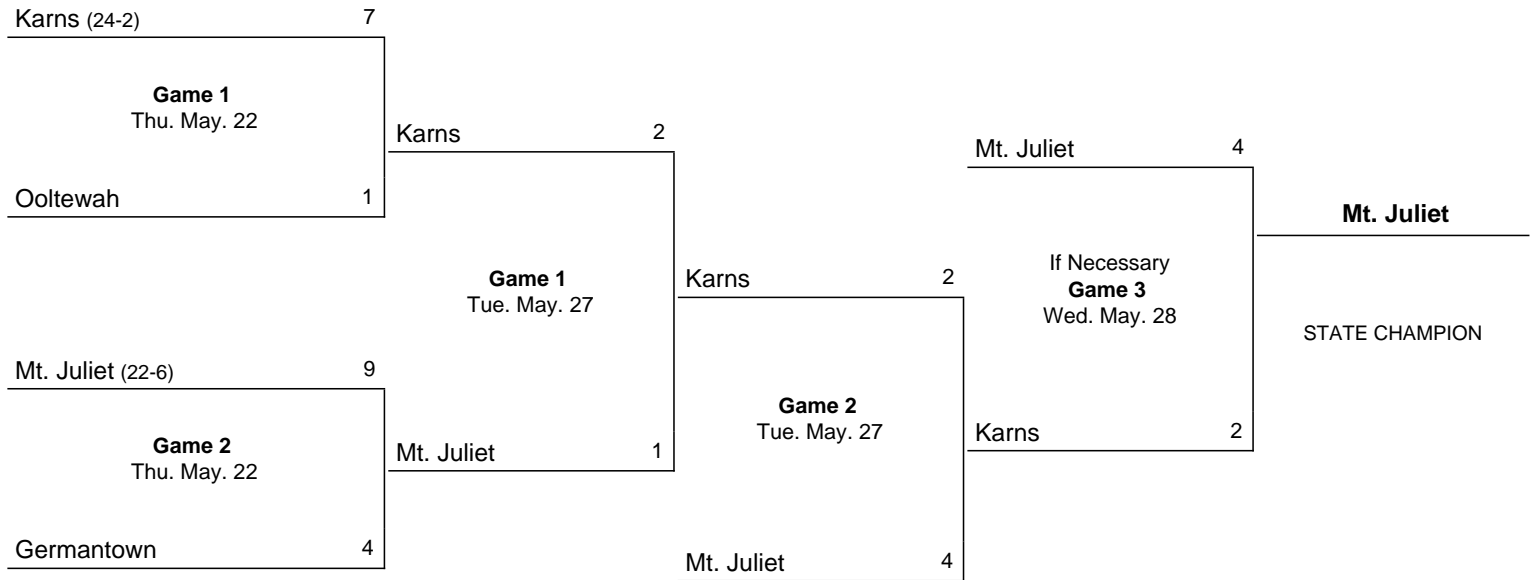 Karns (24-2) 7
Game 1
Thu. May. 22
Ooltewah 1
Mt. Juliet (22-6) 9
Game 2
Thu. May. 22
Germantown 4
Karns 2
Game 1
Tue. May. 27
Mt. Juliet 1
Karns 2
Game 2
Tue. May. 27
Mt. Juliet 4
Mt. Juliet 4
If Necessary
Game 3
Wed. May. 28
Karns 2
Mt. Juliet
STATE CHAMPION